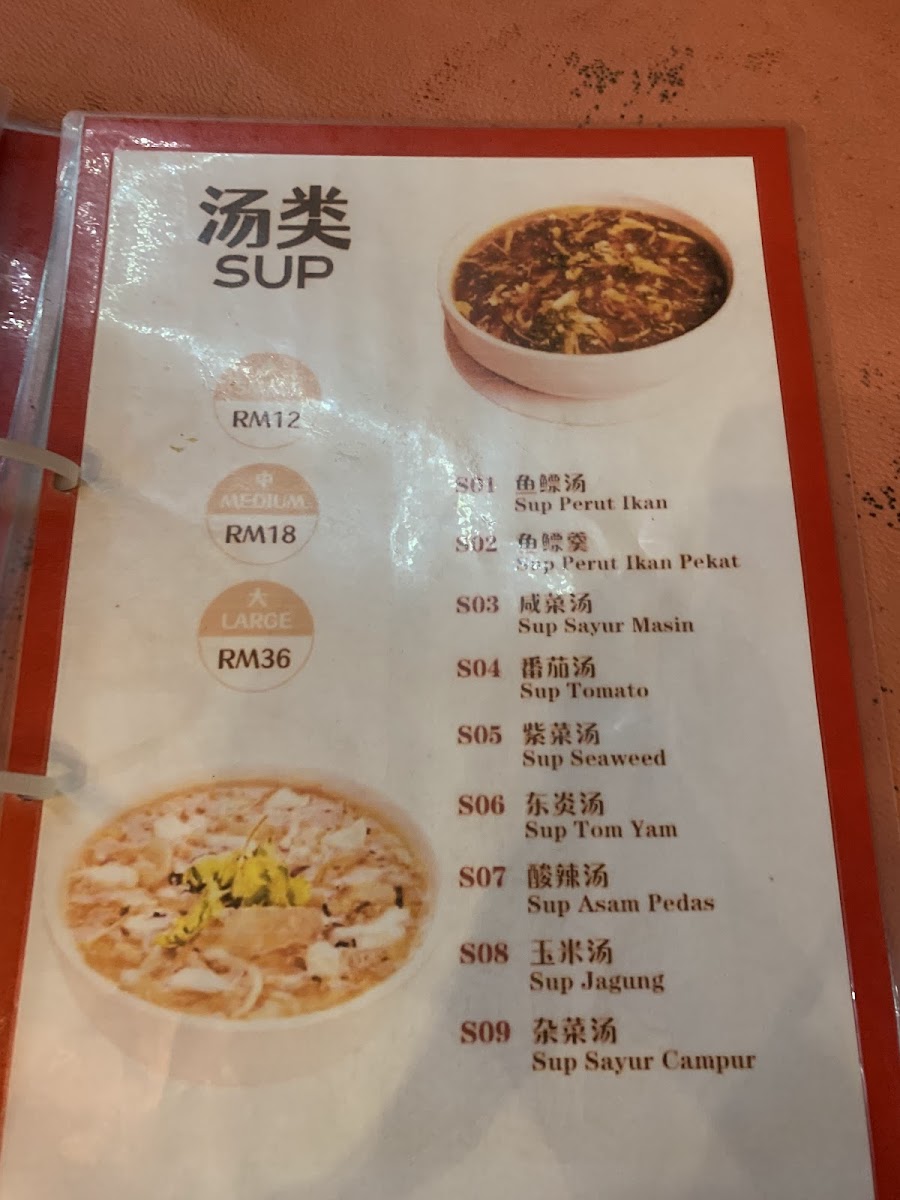 汤类
SUP
RM12
中
MEDIUM
RM18
大
LARGE
RM36
S01 鱼鳔汤
Sup Perut Ikan
S02 鱼鳔羹
Sup Perut Ikan Pekat
S03 咸菜汤
Sup Sayur Masin
S04 番茄汤
Sup Tomato
S05 紫菜汤
Sup Seaweed
S06 东炎汤
Sup Tom Yam
S07 酸辣汤
Sup Asam Pedas
S08 玉米汤
Sup Jagung
S09 杂菜汤
Sup Sayur Campur